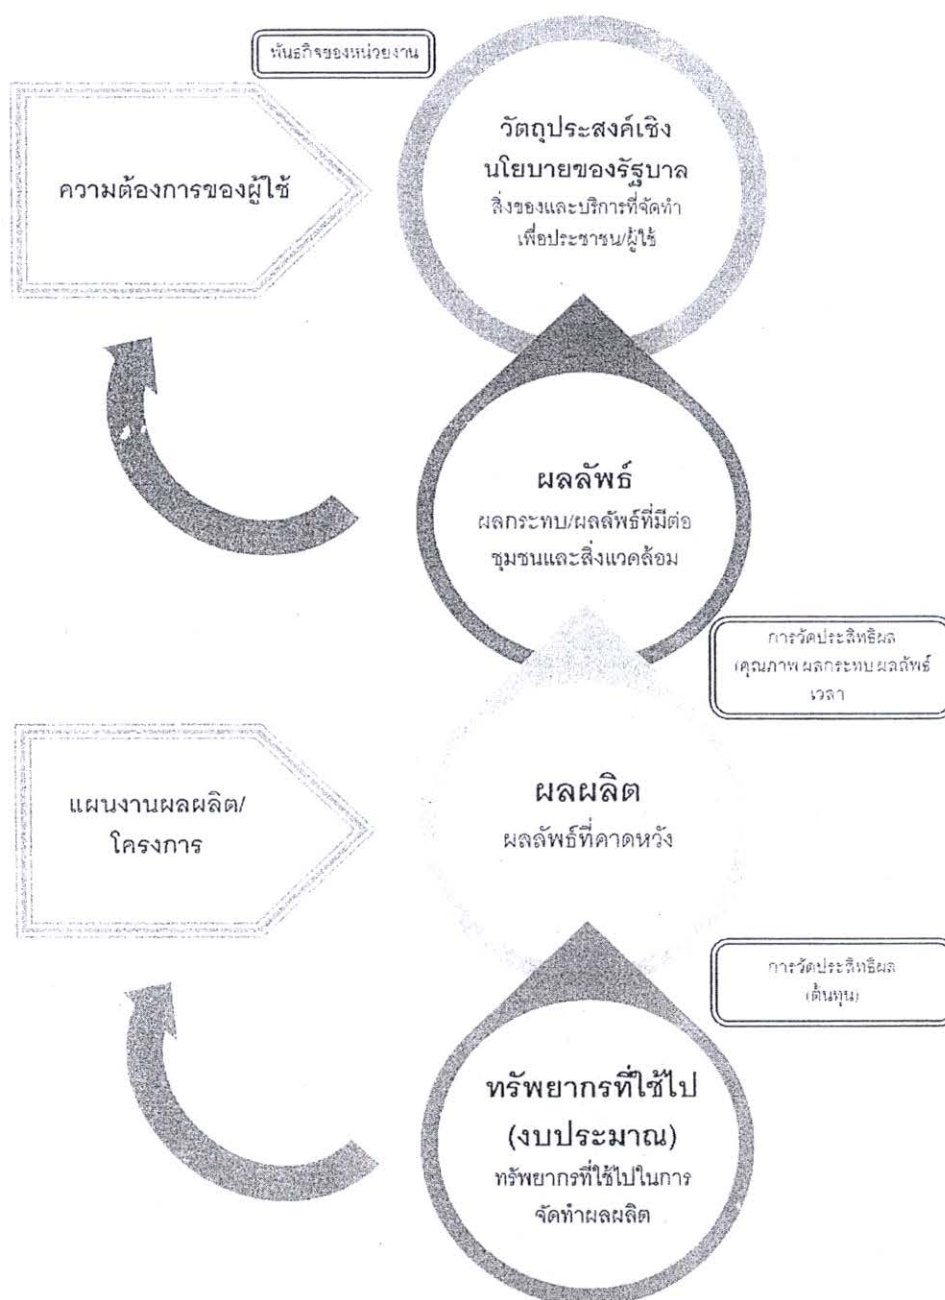 พันธกิจของหน่วยงาน
ความต้องการของผู้ใช้
วัตถุประสงค์เชิง
นโยบายของรัฐบาล
สิ่งของและบริการที่จัดทำ
เพื่อประชาชน/ผู้ใช้
ผลลัพธ์
ผลกระทบ/ผลลัพธ์ที่มีต่อ
ชุมชนและสิ่งแวดล้อม
การวัดประสิทธิผล
(คุณภาพ ผลกระทบ ผลลัพธ์
เวลา
แผนงานผลผลิต/
โครงการ
ผลผลิต
ผลลัพธ์ที่คาดหวัง
การวัดประสิทธิผล
(ต้นทุน)
ทรัพยากรที่ใช้ไป
(งบประมาณ)
ทรัพยากรที่ใช้ไปในการ
จัดทำผลผลิต